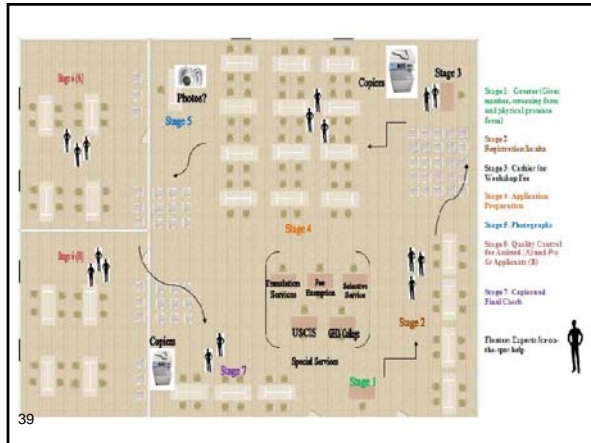 Stage 6 (A)
Photos?
Stage 5
Copiers
Stage 3
Stage 4
Stage 6 (B)
Translation
Services
Fee
Exemption
Selective
Service
USCIS
College
Special Services
Stage 2
Copiers
Stage 7
Stage 1
Stage 1: Greeter (Gives
number, screening form
and physical presence
form)
Stage 2:
Registration/Intake
Stage 3: Cashier for
Workshop Fee
Stage 4: Application
Preparation
Stage 5: Photographs
Stage 6: Quality Control
for Assisted (A) and Pro
Se Applicants (B)
Stage 7: Copies and
Final Check
Floaters: Experts for on-
the-spot help
39